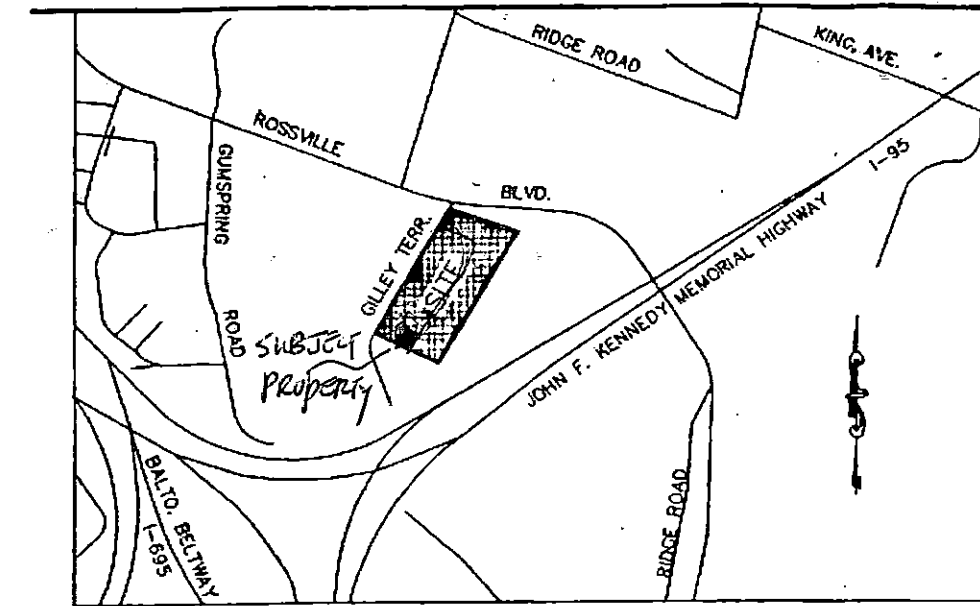 RIDGE ROAD
KING, AVE.
ROSSVILLE
BLVD.
I-95
GUMSPRING
ROAD
GILLEY TERR.
SITE
SUBJECT
PROPERTY
JOHN F. KENNEDY MEMORIAL HIGHWAY
BALTO. BELTWAY
I-695
RIDGE ROAD